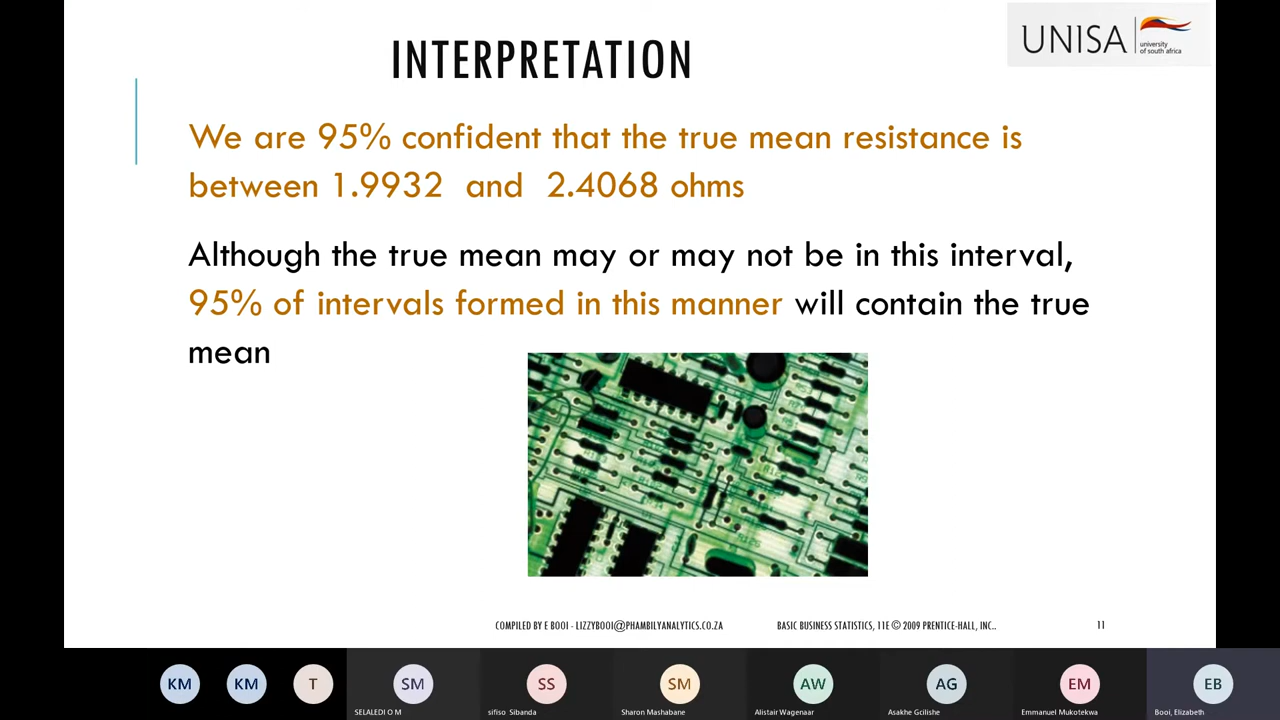 INTERPRETATION
UNISA
university
of south africa
We are 95% confident that the true mean resistance is
between 1.9932 and 2.4068 ohms
Although the true mean may or may not be in this interval,
95% of intervals formed in this manner will contain the true
mean
COMPILED BY E BOOI - LIZZYBOOI@PHAMBILYANALYTICS.CO.ZA
BASIC BUSINESS STATISTICS, 11E © 2009 PRENTICE-HALL, INC..
11
KM
KM
T
SM
SS
SM
AW
AG
EM
EB
SELALEDI O M
sifiso Sibanda
Sharon Mashabane
Alistair Wagenaar
Asakhe Gcilishe
Emmanuel Mukotekwa
Booi, Elizabeth